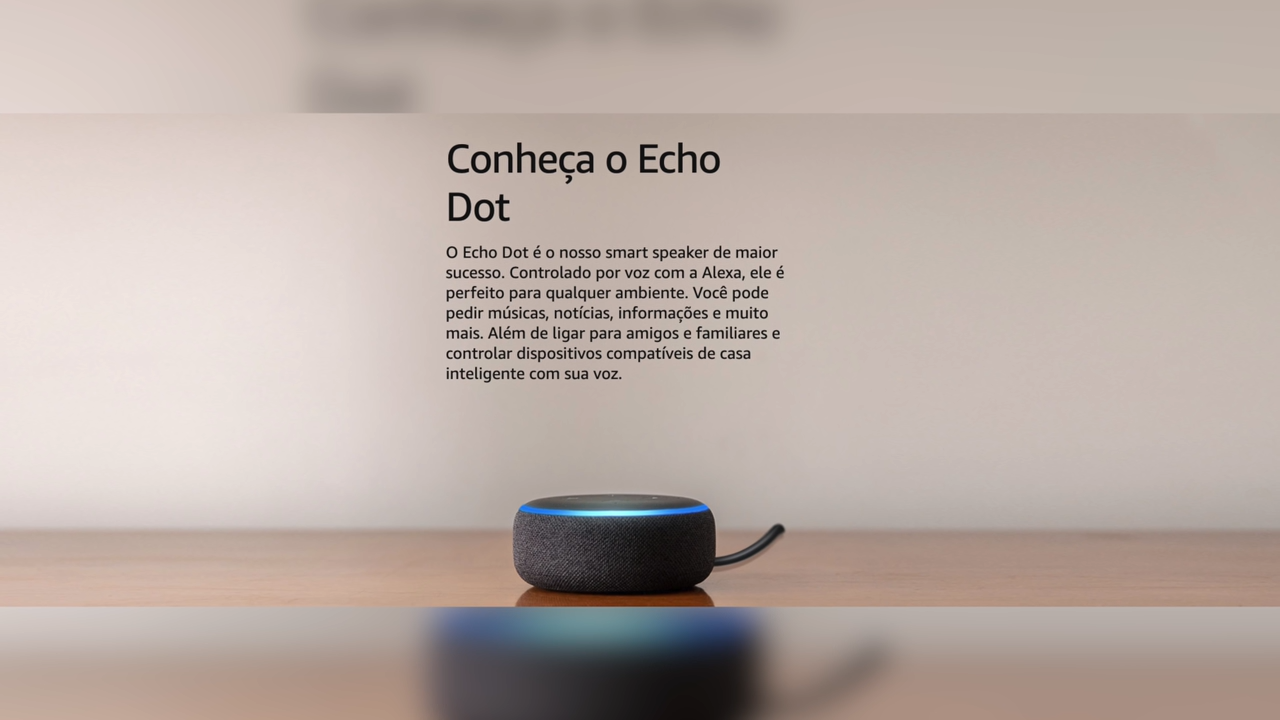 Conheça o Echo
Dot
O Echo Dot é o nosso smart speaker de maior
sucesso. Controlado por voz com a Alexa, ele é
perfeito para qualquer ambiente. Você pode
pedir músicas, notícias, informações e muito
mais. Além de ligar para amigos e familiares e
controlar dispositivos compatíveis de casa
inteligente com sua voz.